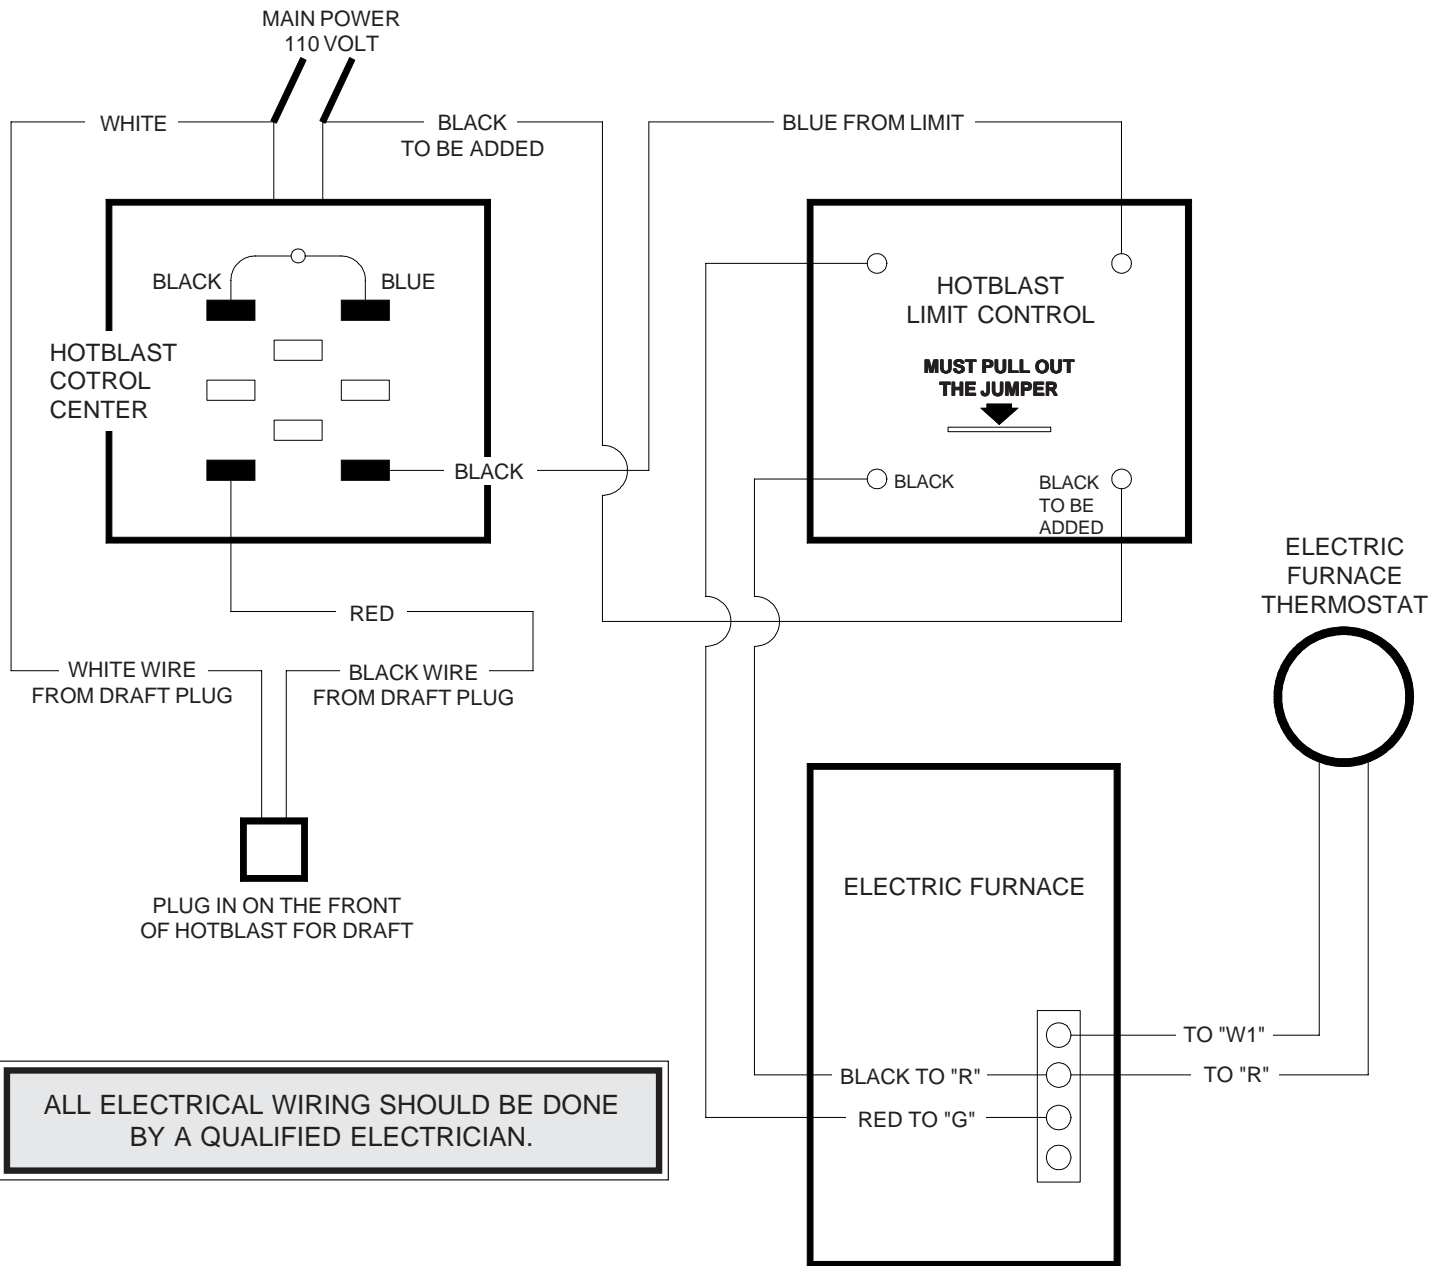 MAIN POWER
110 VOLT
WHITE
BLACK
TO BE ADDED
BLUE FROM LIMIT
BLACK
BLUE
HOTBLAST
COTROL
CENTER
BLACK
HOTBLAST
LIMIT CONTROL
MUST PULL OUT
THE JUMPER
BLACK
BLACK
TO BE
ADDED
ELECTRIC
FURNACE
THERMOSTAT
RED
WHITE WIRE
FROM DRAFT PLUG
BLACK WIRE
FROM DRAFT PLUG
PLUG IN ON THE FRONT
OF HOTBLAST FOR DRAFT
ELECTRIC FURNACE
TO "W1"
BLACK TO "R"
TO "R"
RED TO "G"
ALL ELECTRICAL WIRING SHOULD BE DONE
BY A QUALIFIED ELECTRICIAN.